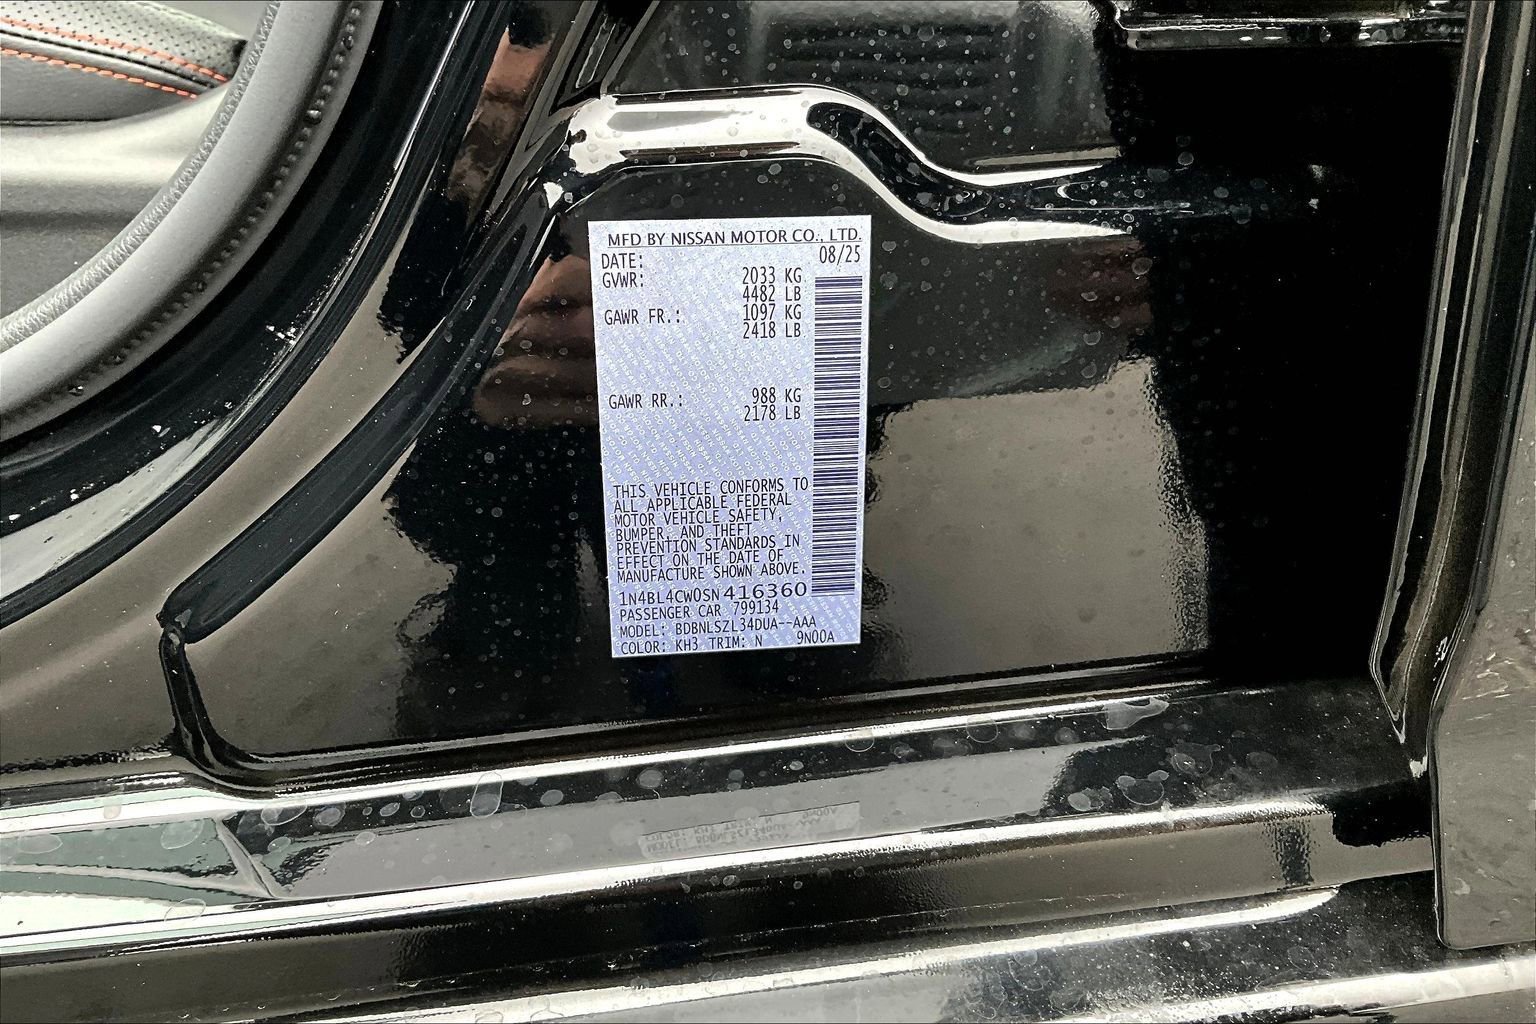 MFD BY NISSAN MOTOR CO., LTD.
DATE: 08/25
GVWR: 2033 KG
4482 LB
GAWR FR.: 1097 KG
2418 LB
GAWR RR.: 988 KG
2178 LB
THIS VEHICLE CONFORMS TO
ALL APPLICABLE FEDERAL
MOTOR VEHICLE SAFETY,
BUMPER, AND THEFT
PREVENTION STANDARDS IN
EFFECT ON THE DATE OF
MANUFACTURE SHOWN ABOVE.
1N4BL4CW0SN416360
PASSENGER CAR 799134
MODEL: BDBNLSZL34DUA--AAA
COLOR: KH3 TRIM: N 9N00A